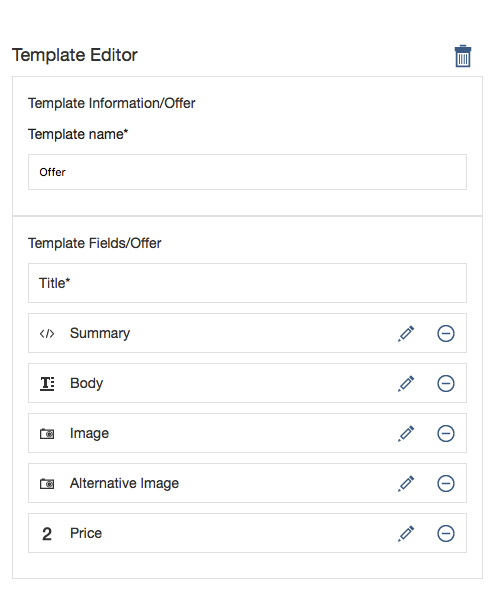 Template Editor
Template Information/Offer
Template name*
Offer
Template Fields/Offer
Title*
</> Summary
T Body
Image
Alternative Image
2 Price